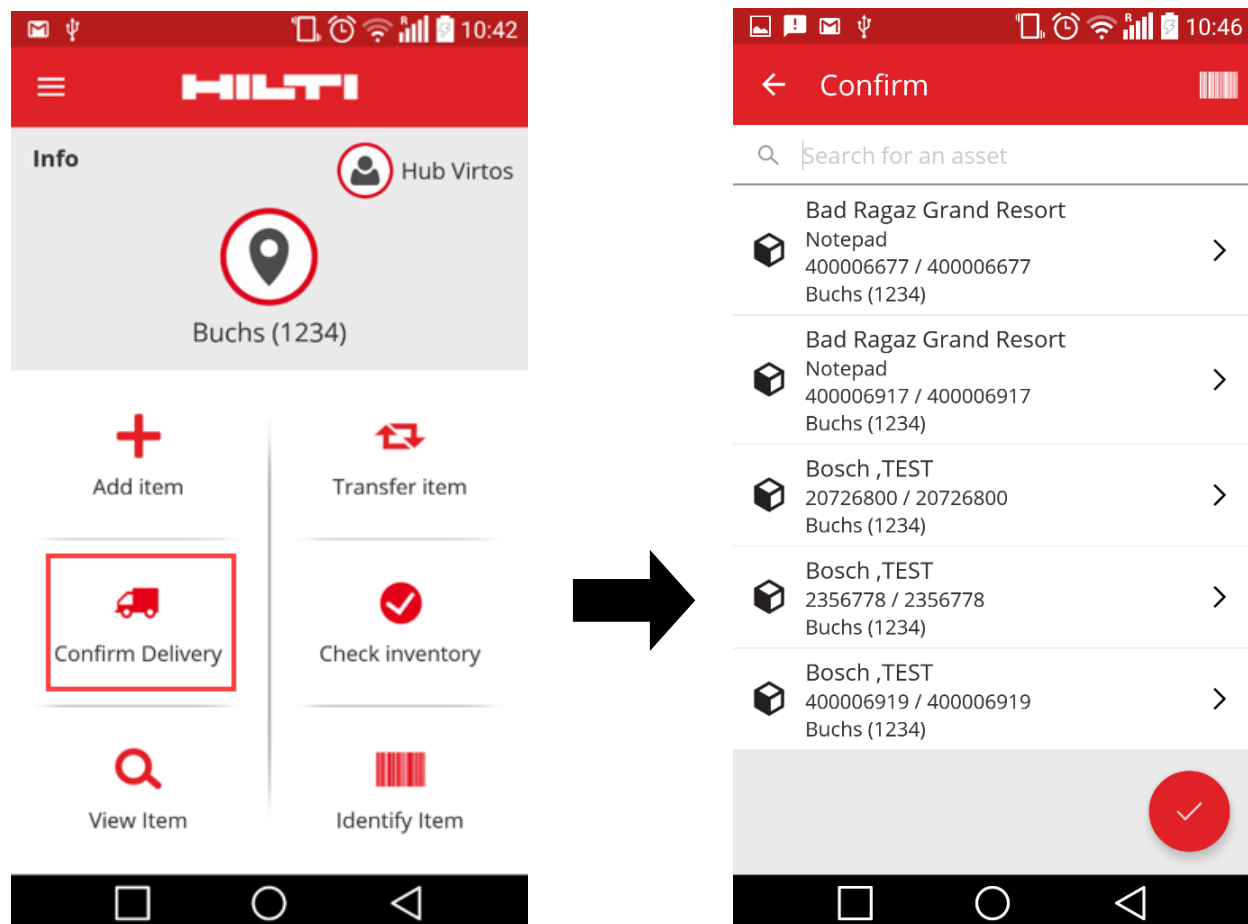 10:42
HILTI
Info
Hub Virtos
Buchs (1234)
Add item
Transfer item
Confirm Delivery
Check inventory
View Item
Identify Item
R
10:46
Confirm
Search for an asset
Bad Ragaz Grand Resort
Notepad
400006677 / 400006677
Buchs (1234)
Bad Ragaz Grand Resort
Notepad
400006917 / 400006917
Buchs (1234)
Bosch ,TEST
20726800 / 20726800
Buchs (1234)
Bosch ,TEST
2356778 / 2356778
Buchs (1234)
Bosch ,TEST
400006919 / 400006919
Buchs (1234)